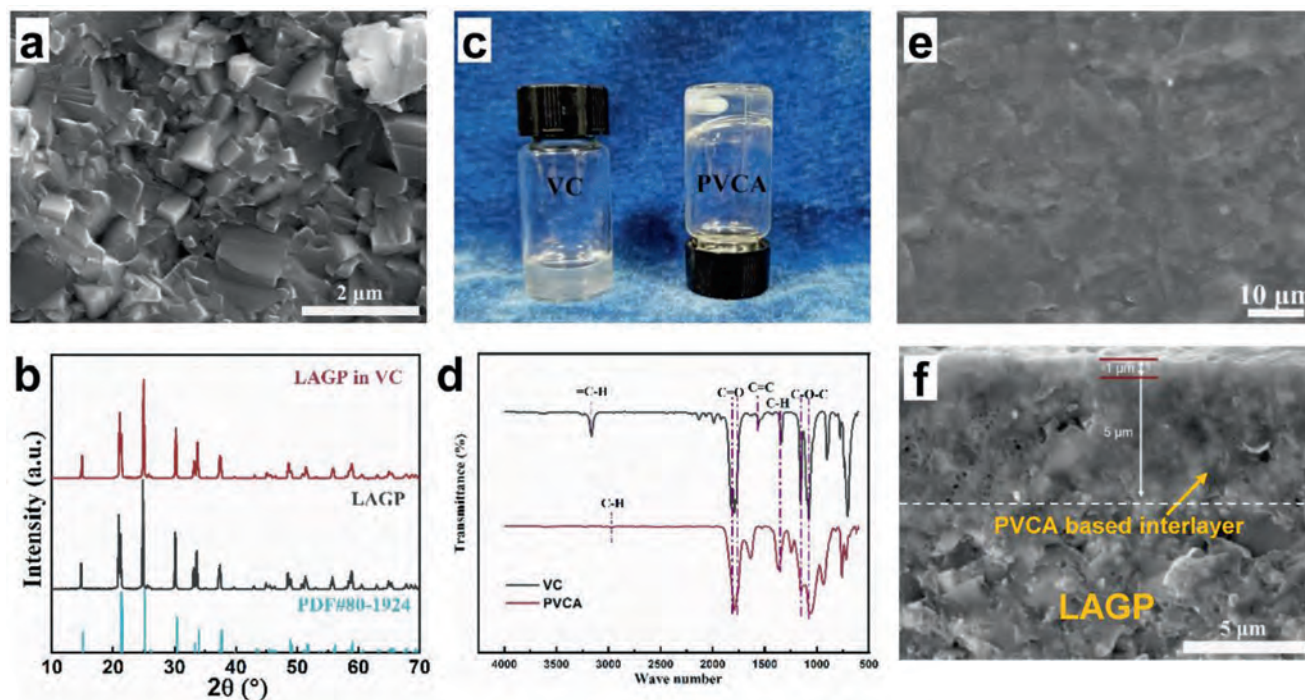 a
2 µm
c
VC
PVCA
e
10 µm
b
LAGP in VC
LAGP
PDF#80-1924
Intensity (a.u.)
10 20 30 40 50 60 70
2θ (°)
d
=C-H
C=O
C=C
C-H
C-O-C
C-H
VC
PVCA
Transmittance (%)
4000 3000 2000 1500 1000 500
Wave number
f
1 µm
5 µm
PVCA based interlayer
LAGP
5 µm